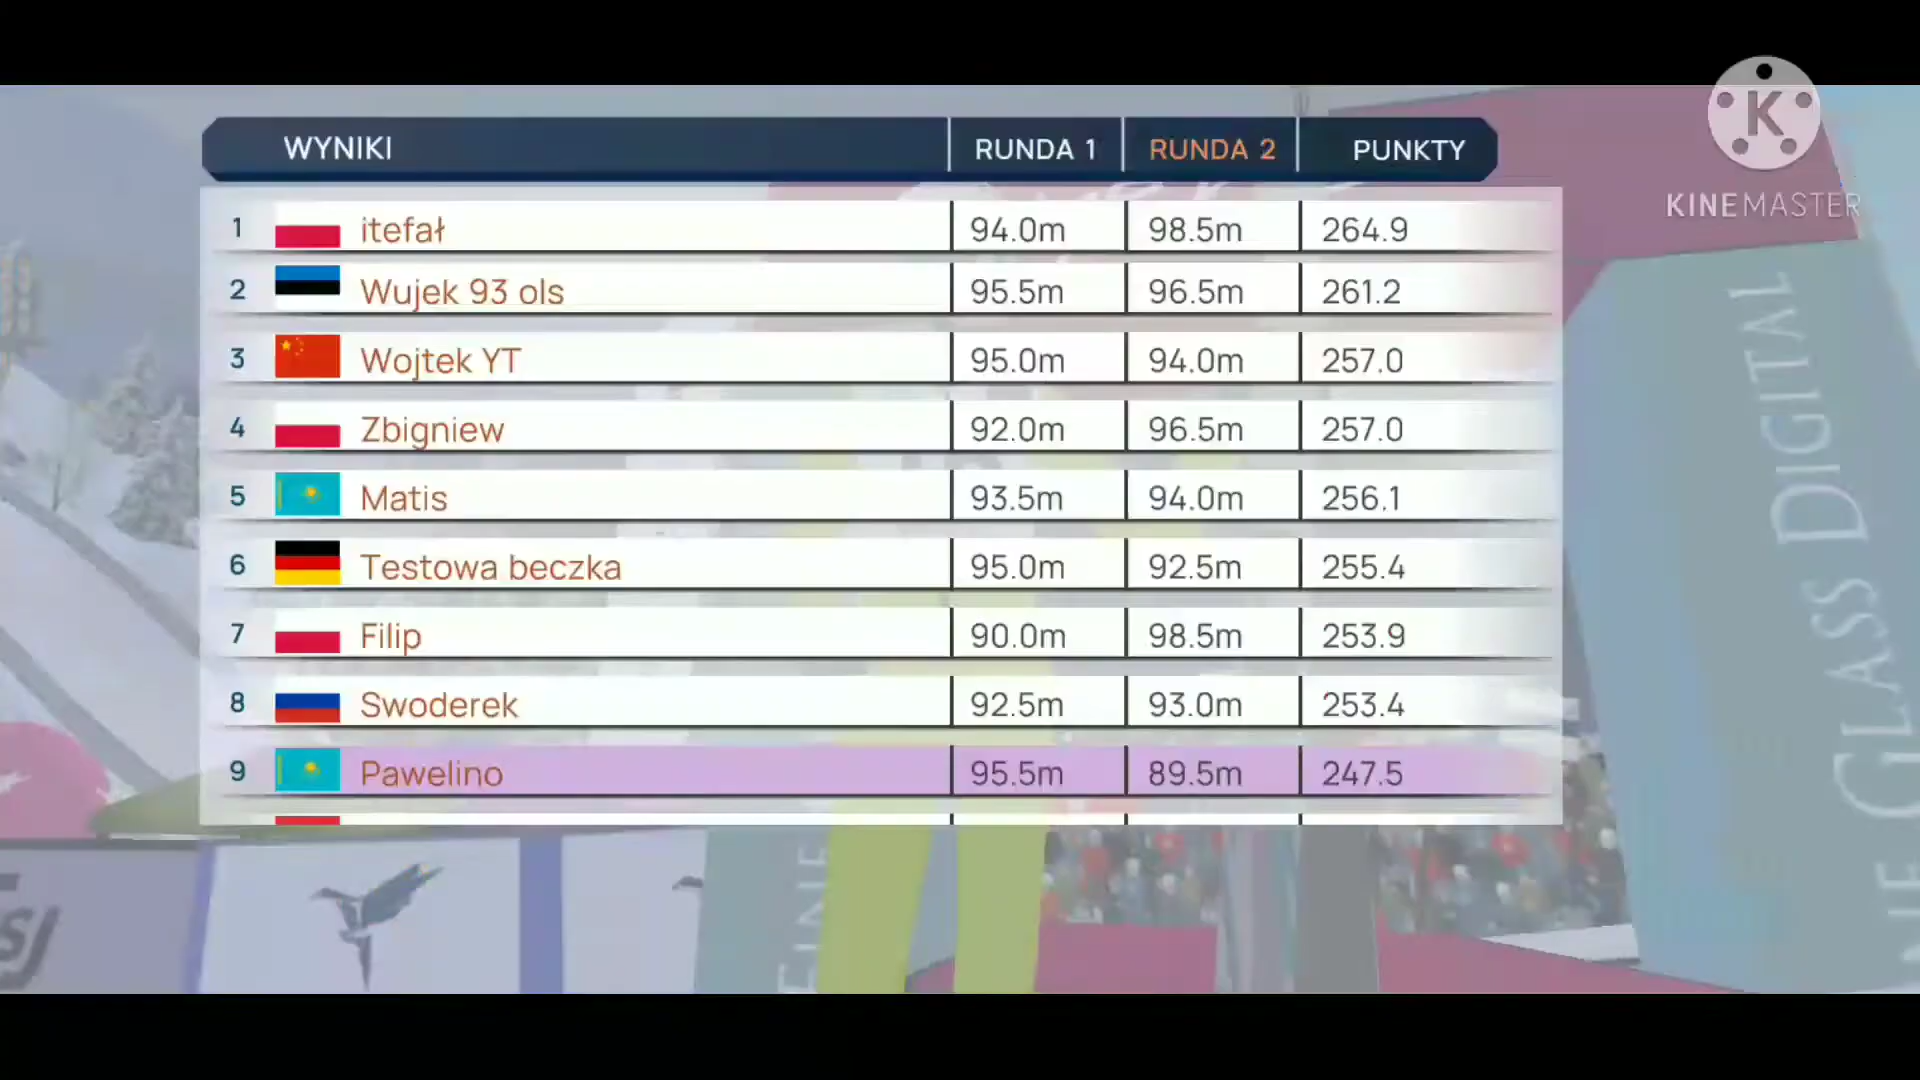 WYNIKI RUNDA 1 RUNDA 2 PUNKTY
1 itefał 94.0m 98.5m 264.9
2 Wujek 93 ols 95.5m 96.5m 261.2
3 Wojtek YT 95.0m 94.0m 257.0
4 Zbigniew 92.0m 96.5m 257.0
5 Matis 93.5m 94.0m 256.1
6 Testowa beczka 95.0m 92.5m 255.4
7 Filip 90.0m 98.5m 253.9
8 Swoderek 92.5m 93.0m 253.4
9 Pawelino 95.5m 89.5m 247.5
K
KINEMASTER
GLASS DIGITAL